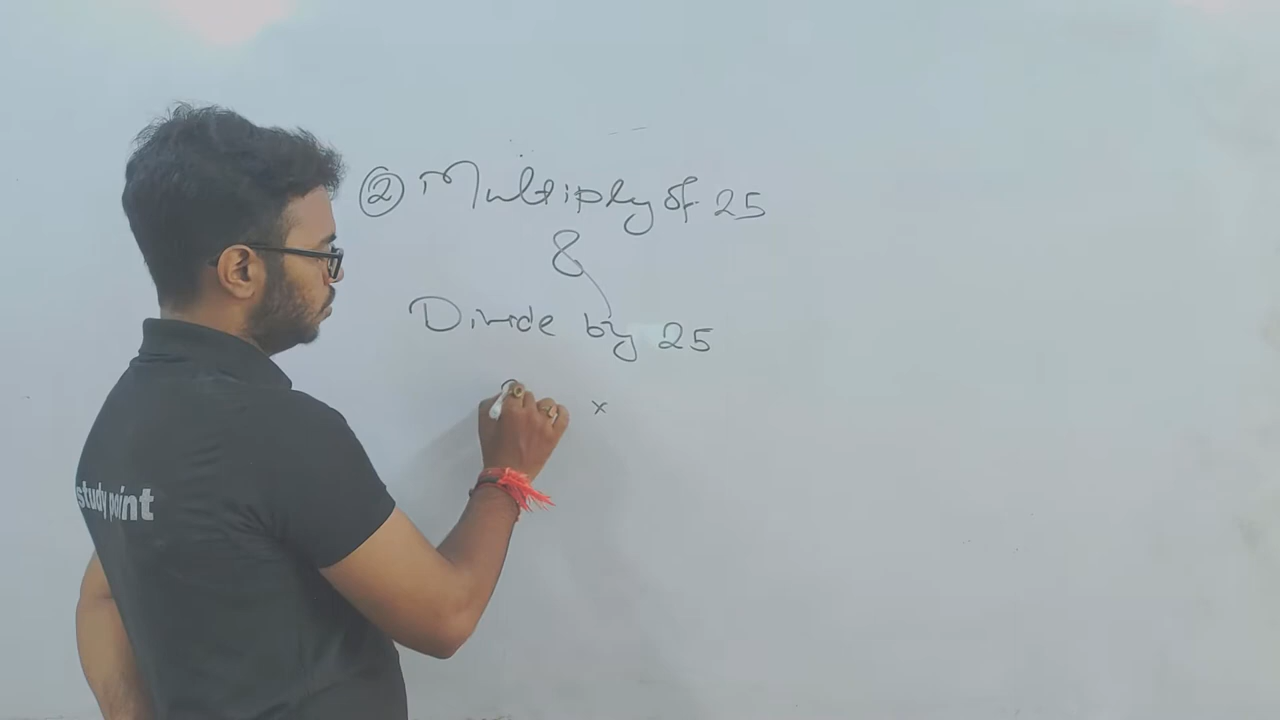 ② Multiply of 25
&
Divide by 25
×
study point